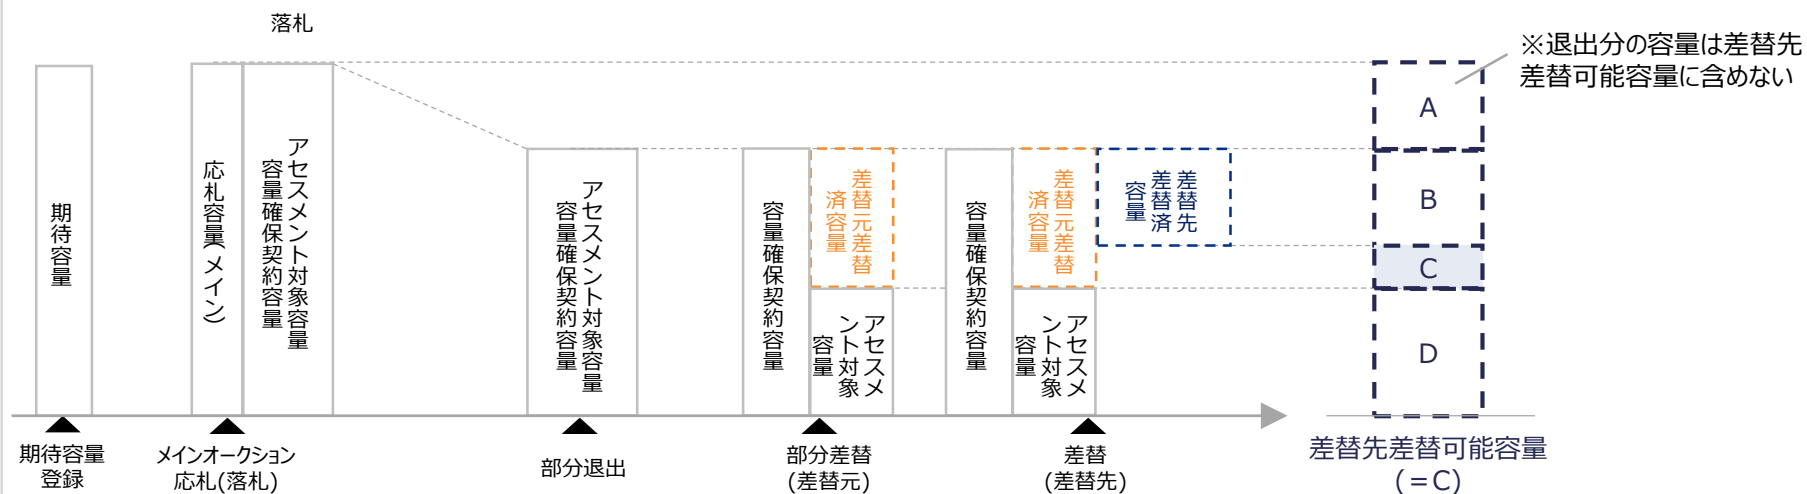 落札
※退出分の容量は差替先
差替可能容量に含めない
期待容量
応札容量(メイン)
アセスメント対象容量
容量確保契約容量
アセスメント対象容量
容量確保契約容量
容量確保契約容量
差替元差替
済容量
アセスメ
ント対象
容量
容量確保契約容量
差替元差替
済容量
アセスメ
ント対象
容量
差替先
差替済
容量
A
B
C
D
期待容量
登録
メインオークション
応札(落札)
部分退出
部分差替
(差替元)
差替
(差替先)
差替先差替可能容量
(=C)